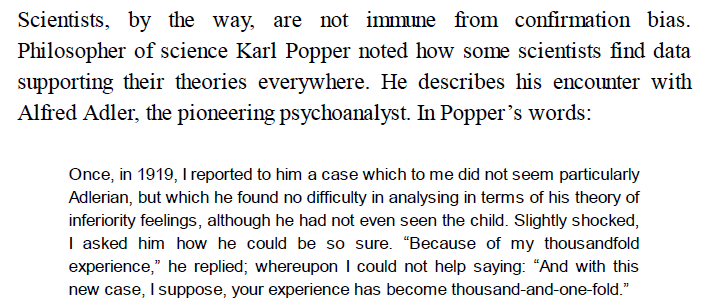 Scientists, by the way, are not immune from confirmation bias.
Philosopher of science Karl Popper noted how some scientists find data
supporting their theories everywhere. He describes his encounter with
Alfred Adler, the pioneering psychoanalyst. In Popper’s words:
Once, in 1919, I reported to him a case which to me did not seem particularly
Adlerian, but which he found no difficulty in analysing in terms of his theory of
inferiority feelings, although he had not even seen the child. Slightly shocked,
I asked him how he could be so sure. “Because of my thousandfold
experience,” he replied; whereupon I could not help saying: “And with this
new case, I suppose, your experience has become thousand-and-one-fold.”